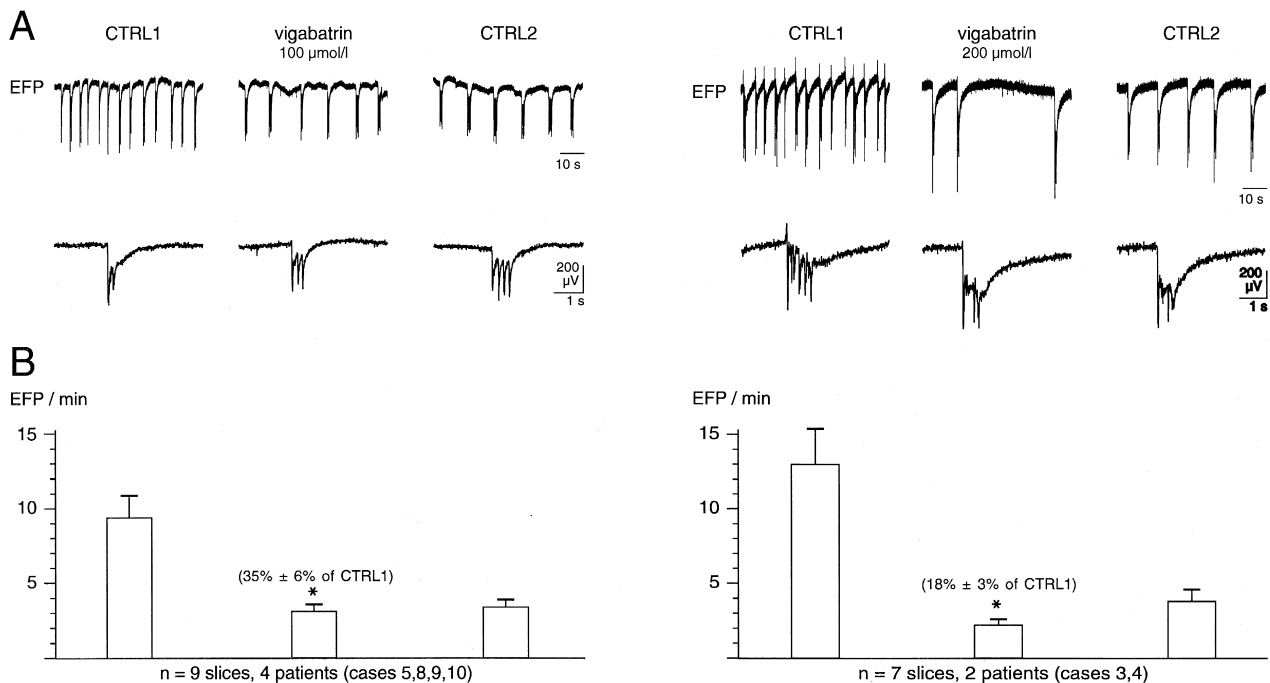 A
CTRL1
vigabatrin
100 µmol/l
CTRL2
EFP
10 s
200
µV
1 s
CTRL1
vigabatrin
200 µmol/l
CTRL2
EFP
10 s
200
µV
1 s
B
EFP / min
15
10
5
(35% ± 6% of CTRL1)
*
n = 9 slices, 4 patients (cases 5,8,9,10)
EFP / min
15
10
5
(18% ± 3% of CTRL1)
*
n = 7 slices, 2 patients (cases 3,4)